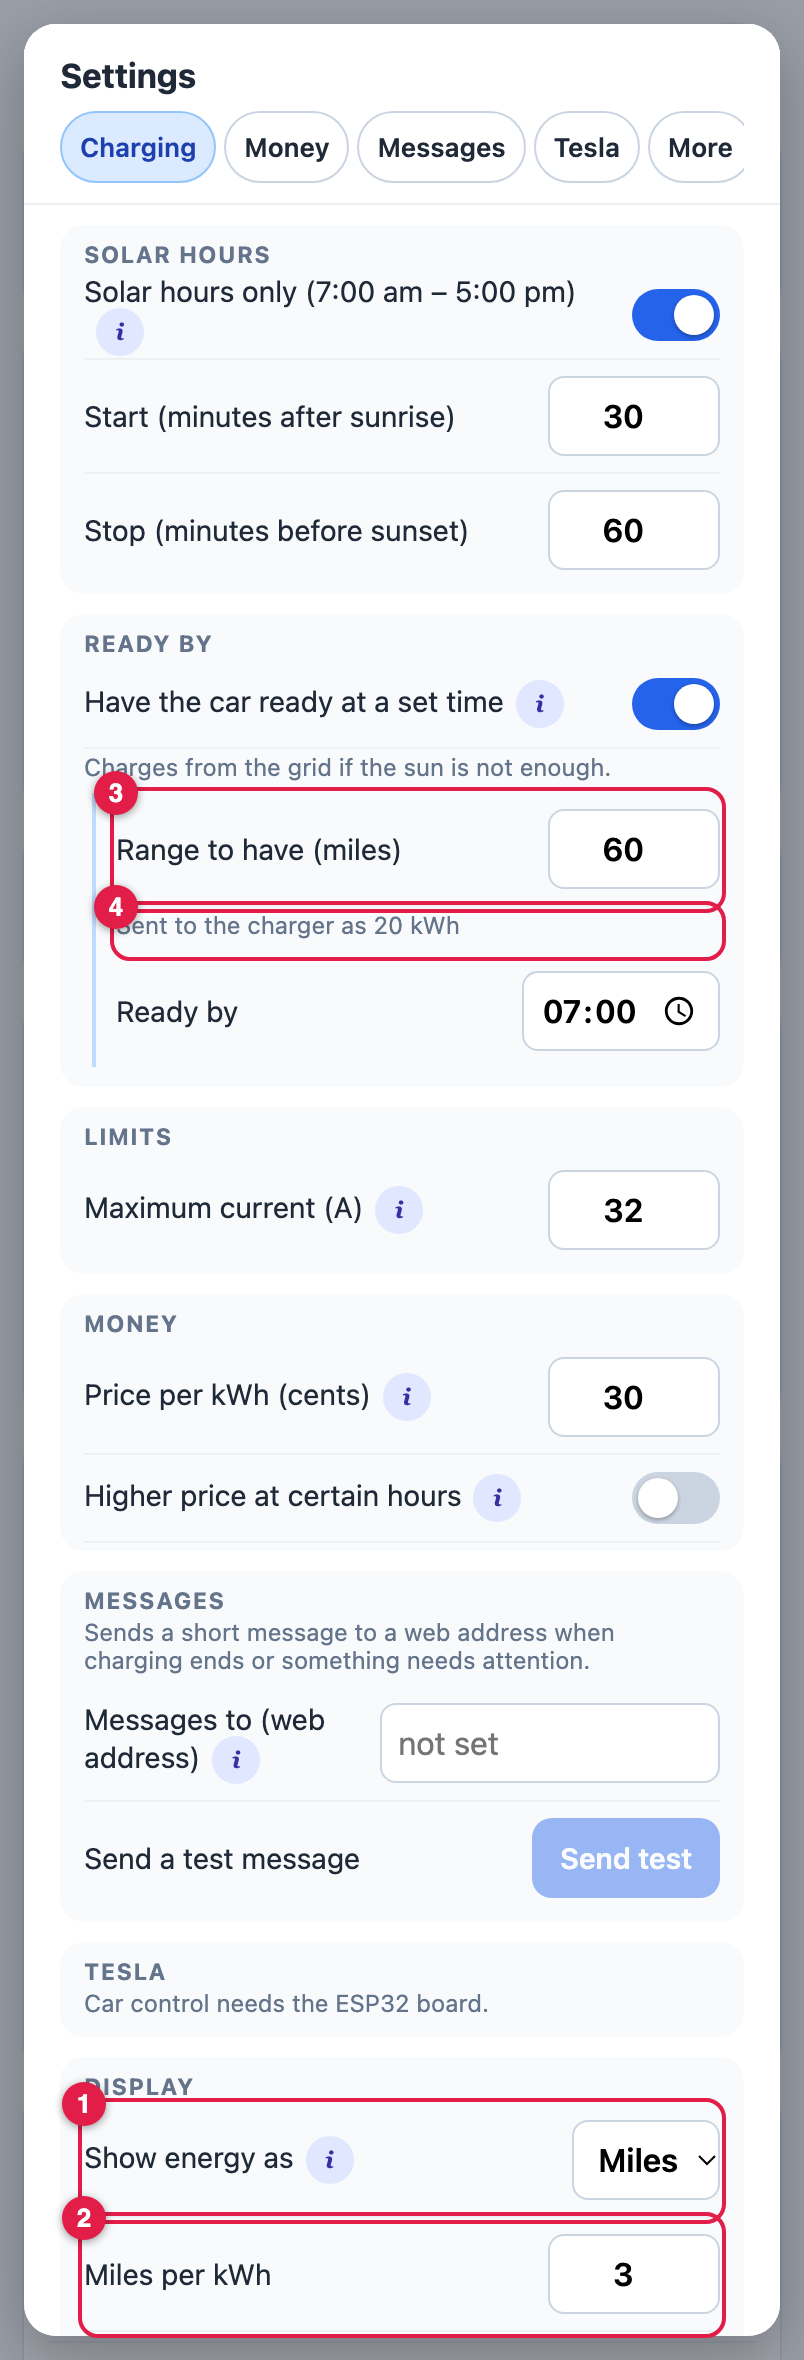 Settings
Charging Money Messages Tesla More
SOLAR HOURS
Solar hours only (7:00 am – 5:00 pm)
i
Start (minutes after sunrise) 30
Stop (minutes before sunset) 60
READY BY
Have the car ready at a set time i
Charges from the grid if the sun is not enough.
3
Range to have (miles) 60
4
Sent to the charger as 20 kWh
Ready by 07:00
LIMITS
Maximum current (A) i 32
MONEY
Price per kWh (cents) i 30
Higher price at certain hours i
MESSAGES
Sends a short message to a web address when
charging ends or something needs attention.
Messages to (web
address) i not set
Send a test message Send test
TESLA
Car control needs the ESP32 board.
DISPLAY
1
Show energy as i Miles
2
Miles per kWh 3